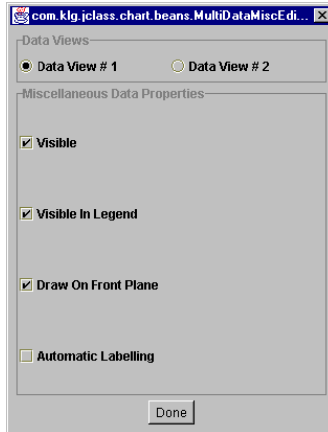 com.klg.jclass.chart.beans.MultiDataMiscEdi...
Data Views
Data View # 1 Data View # 2
Miscellaneous Data Properties
Visible
Visible In Legend
Draw On Front Plane
Automatic Labelling
Done